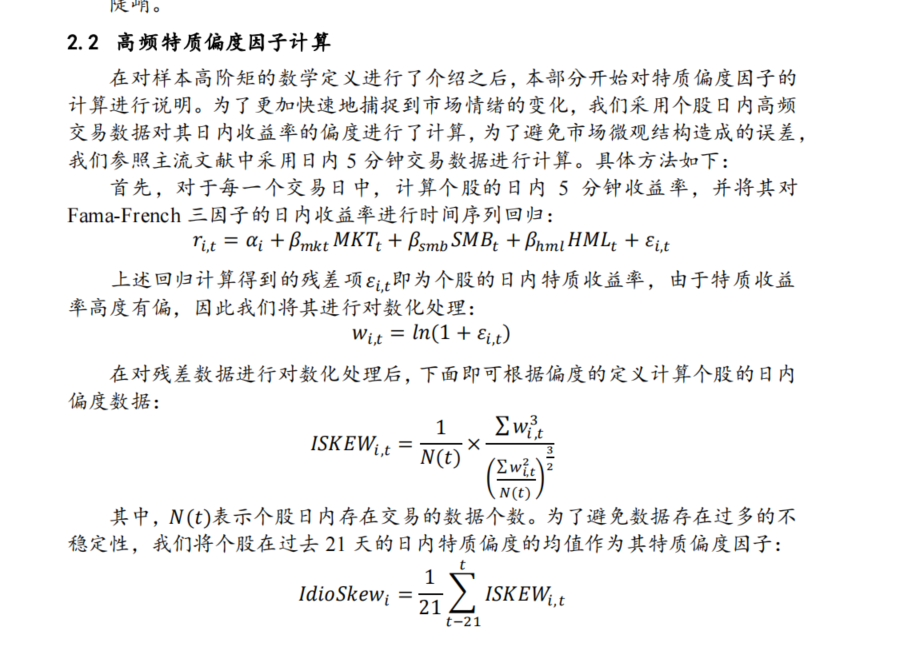 陡峭。
2.2 高频特质偏度因子计算
在对样本高阶矩的数学定义进行了介绍之后，本部分开始对特质偏度因子的
计算进行说明。为了更加快速地捕捉到市场情绪的变化，我们采用个股日内高频
交易数据对其日内收益率的偏度进行了计算，为了避免市场微观结构造成的误差，
我们参照主流文献中采用日内 5 分钟交易数据进行计算。具体方法如下：
首先，对于每一个交易日中，计算个股的日内 5 分钟收益率，并将其对
Fama-French 三因子的日内收益率进行时间序列回归：
r_{i,t} = α_i + β_{mkt} MKT_t + β_{smb} SMB_t + β_{hml} HML_t + ε_{i,t}
上述回归计算得到的残差项ε_{i,t}即为个股的日内特质收益率，由于特质收益
率高度有偏，因此我们将其进行对数化处理：
w_{i,t} = ln(1 + ε_{i,t})
在对残差数据进行对数化处理后，下面即可根据偏度的定义计算个股的日内
偏度数据：
ISKEW_{i,t} = \frac{1}{N(t)} × \frac{∑ w_{i,t}^3}{(\frac{∑ w_{i,t}^2}{N(t)})^{\frac{3}{2}}}
其中，N(t)表示个股日内存在交易的数据个数。为了避免数据存在过多的不
稳定性，我们将个股在过去 21 天的日内特质偏度的均值作为其特质偏度因子：
IdioSkew_i = \frac{1}{21} ∑_{t-21}^{t} ISKEW_{i,t}